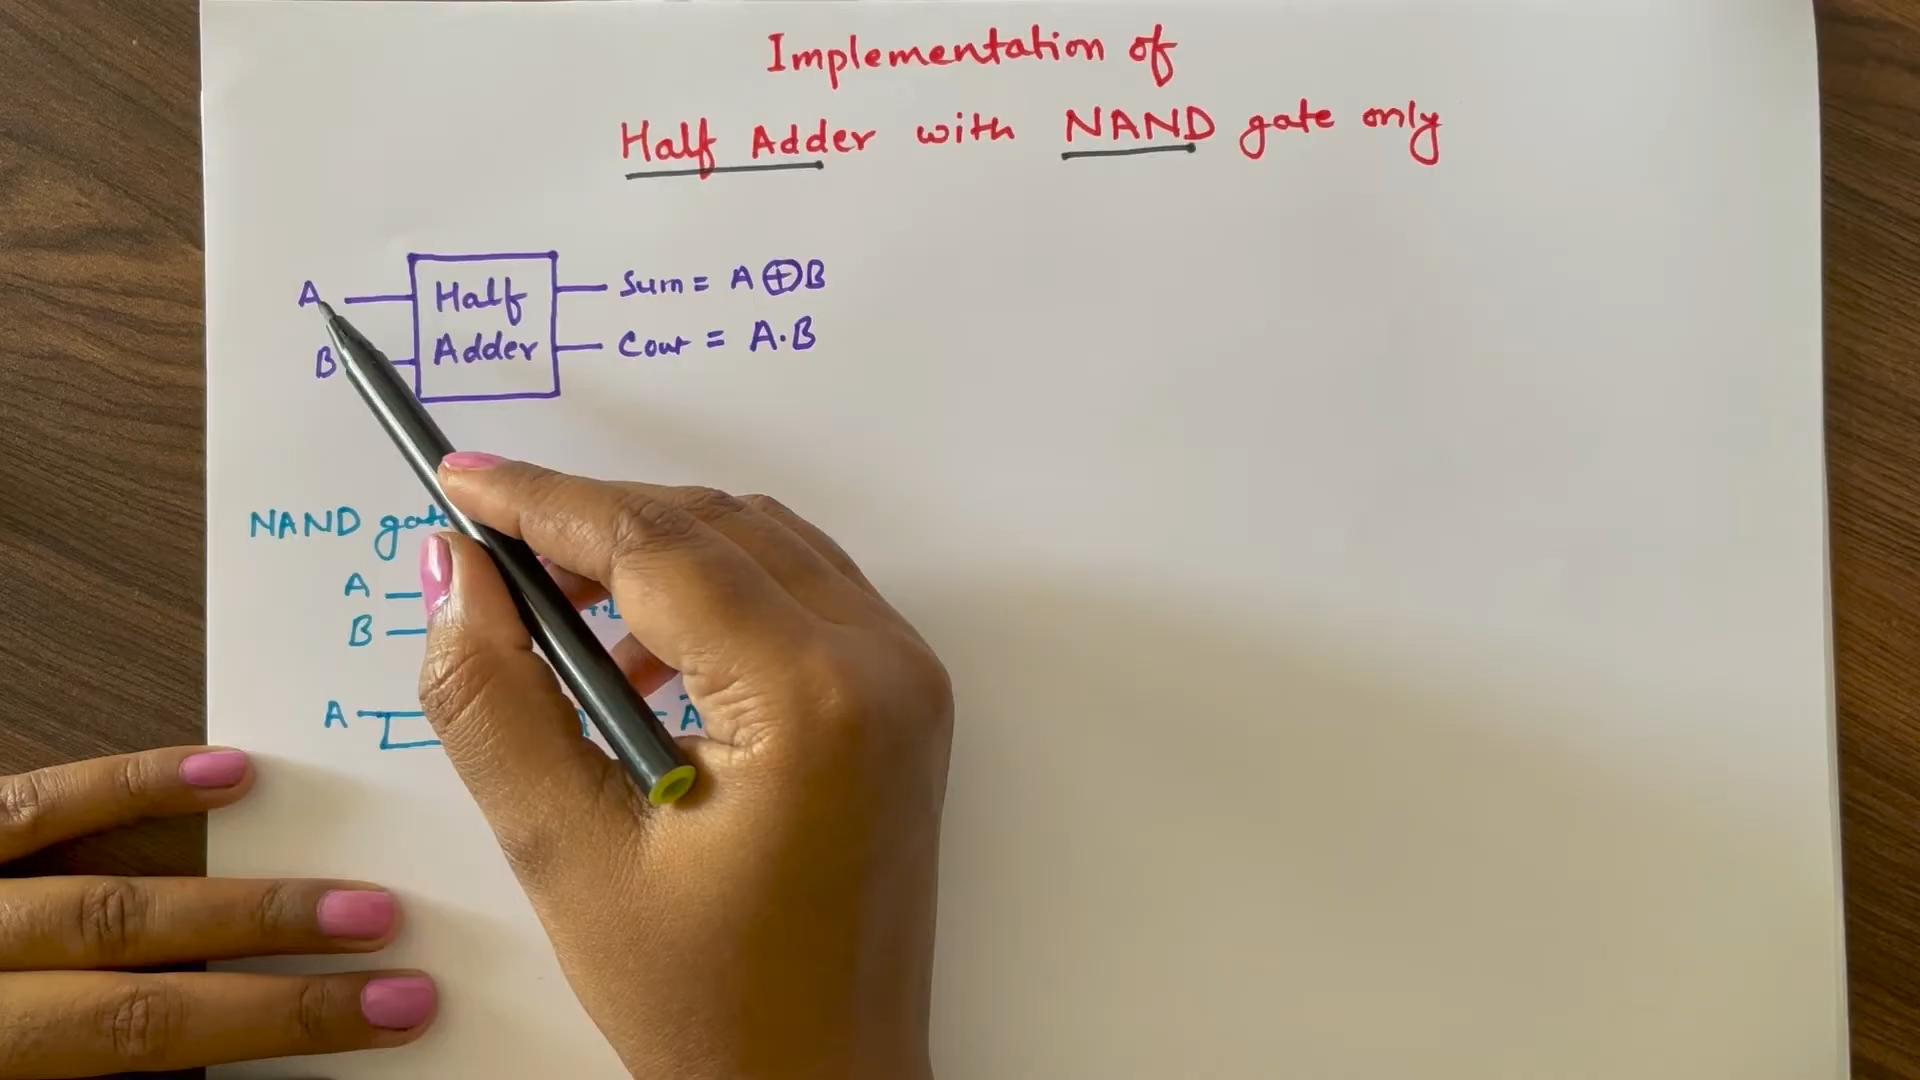 Implementation of
Half Adder with NAND gate only
A
B
Half
Adder
Sum = A ⊕ B
Cout = A.B
NAND
A
B
A
= A̅